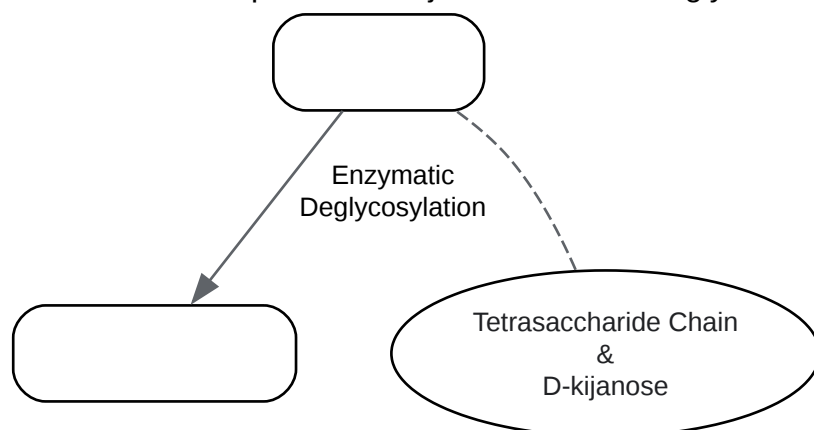 Enzymatic
Deglycosylation
Tetrasaccharide Chain
&
D-kijanose